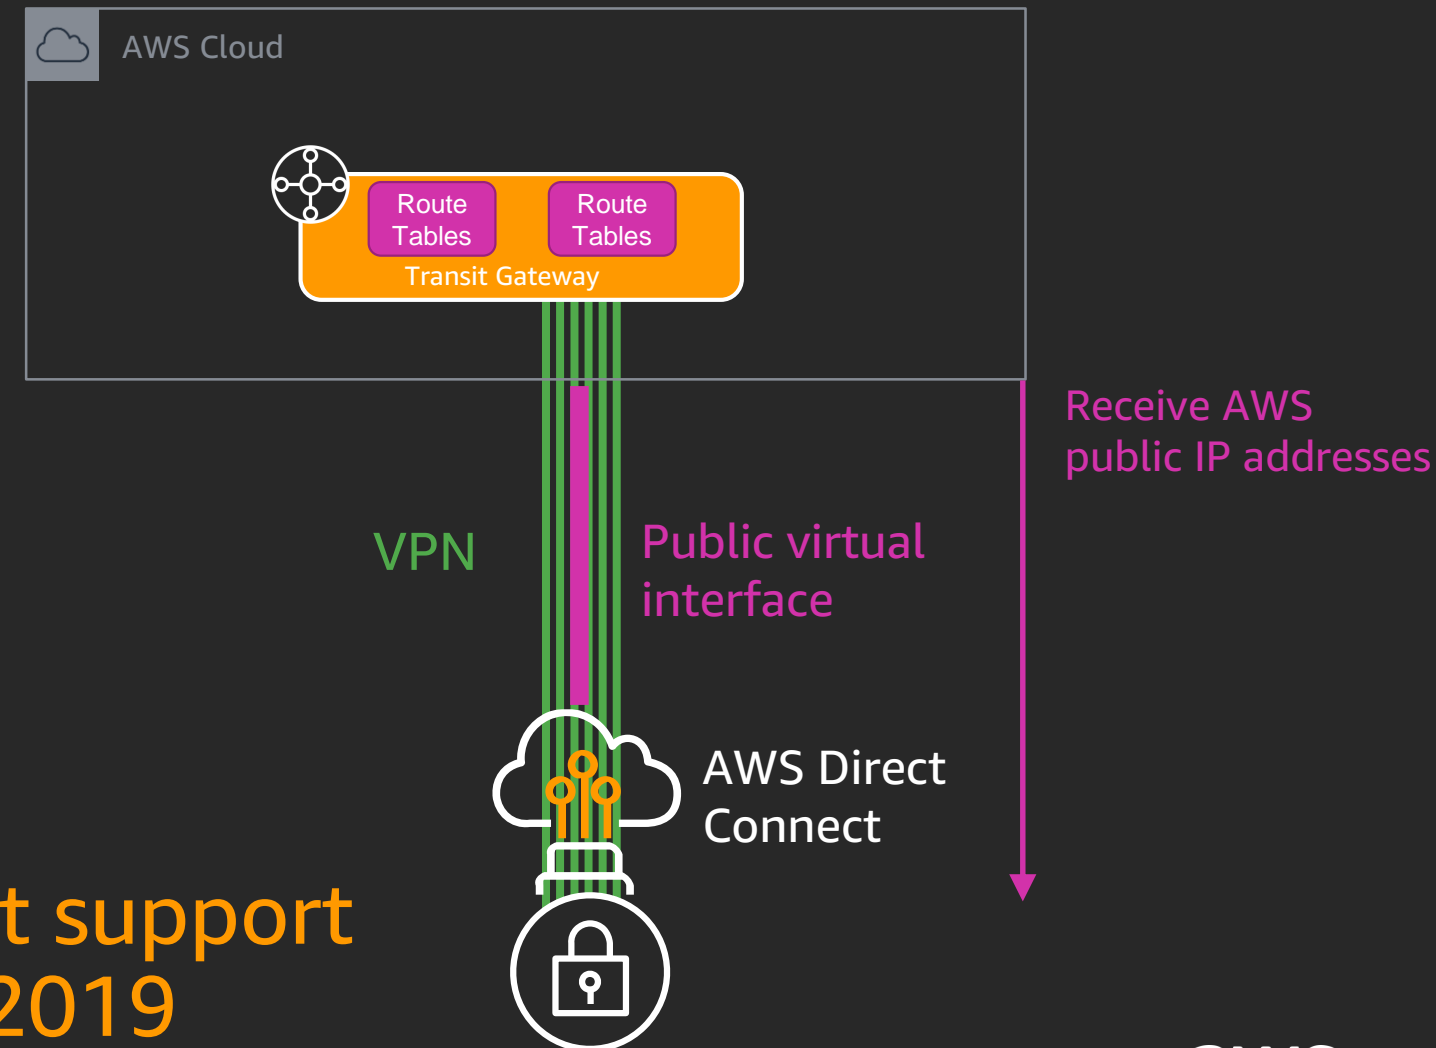 AWS Cloud
Route
Tables
Route
Tables
Transit Gateway
Receive AWS
public IP addresses
VPN
Public virtual
interface
AWS Direct
Connect
t support
2019